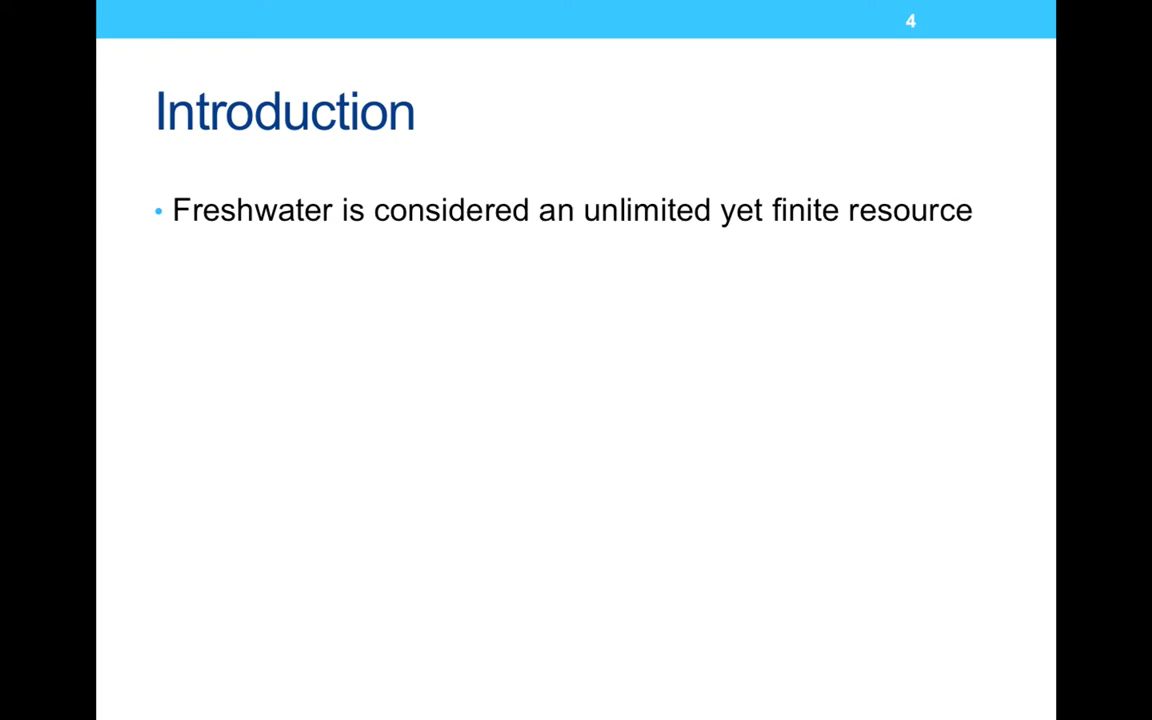 4
Introduction
• Freshwater is considered an unlimited yet finite resource